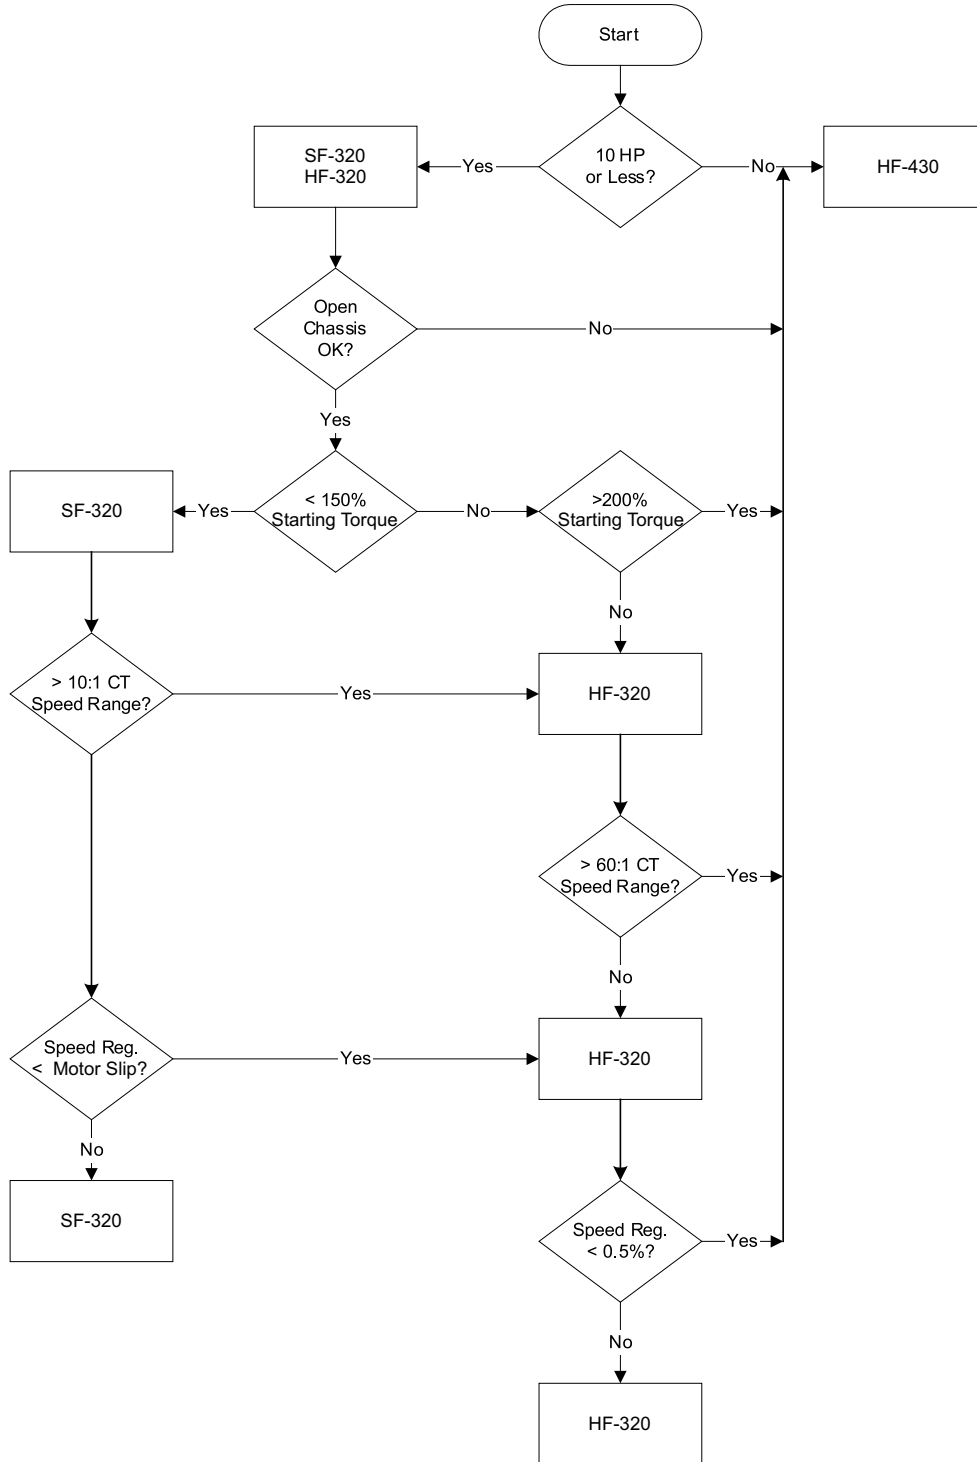 Start
10 HP
or Less?
Yes
No
SF-320
HF-320
HF-430
Open
Chassis
OK?
No
Yes
< 150%
Starting Torque
Yes
No
>200%
Starting Torque
Yes
SF-320
No
> 10:1 CT
Speed Range?
Yes
HF-320
> 60:1 CT
Speed Range?
Yes
No
Speed Reg.
< Motor Slip?
Yes
HF-320
No
SF-320
Speed Reg.
< 0.5%?
Yes
No
HF-320